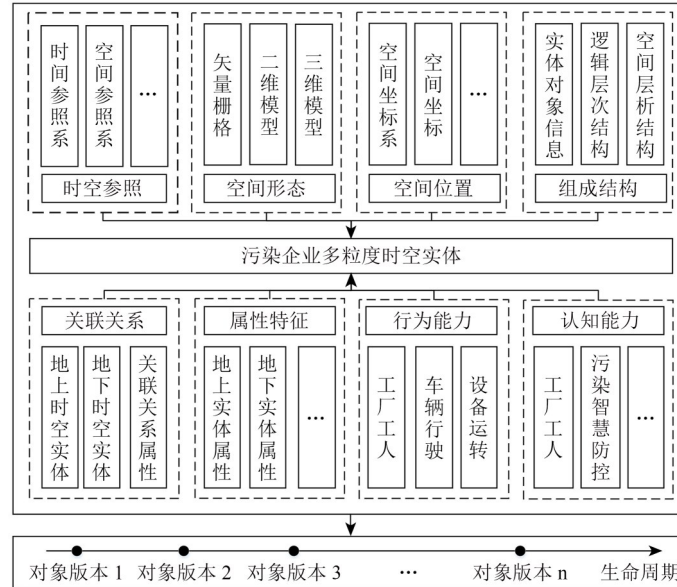 时间参照系
空间参照系
...
时空参照
矢量栅格
二维模型
三维模型
空间形态
空间坐标系
空间坐标
...
空间位置
实体对象信息
逻辑层次结构
空间层析结构
组成结构
污染企业多粒度时空实体
关联关系
地上时空实体
地下时空实体
关联关系属性
属性特征
地上实体属性
地下实体属性
...
行为能力
工厂工人
车辆行驶
设备运转
认知能力
工厂工人
污染智慧防控
...
对象版本 1 对象版本 2 对象版本 3 ... 对象版本 n 生命周期